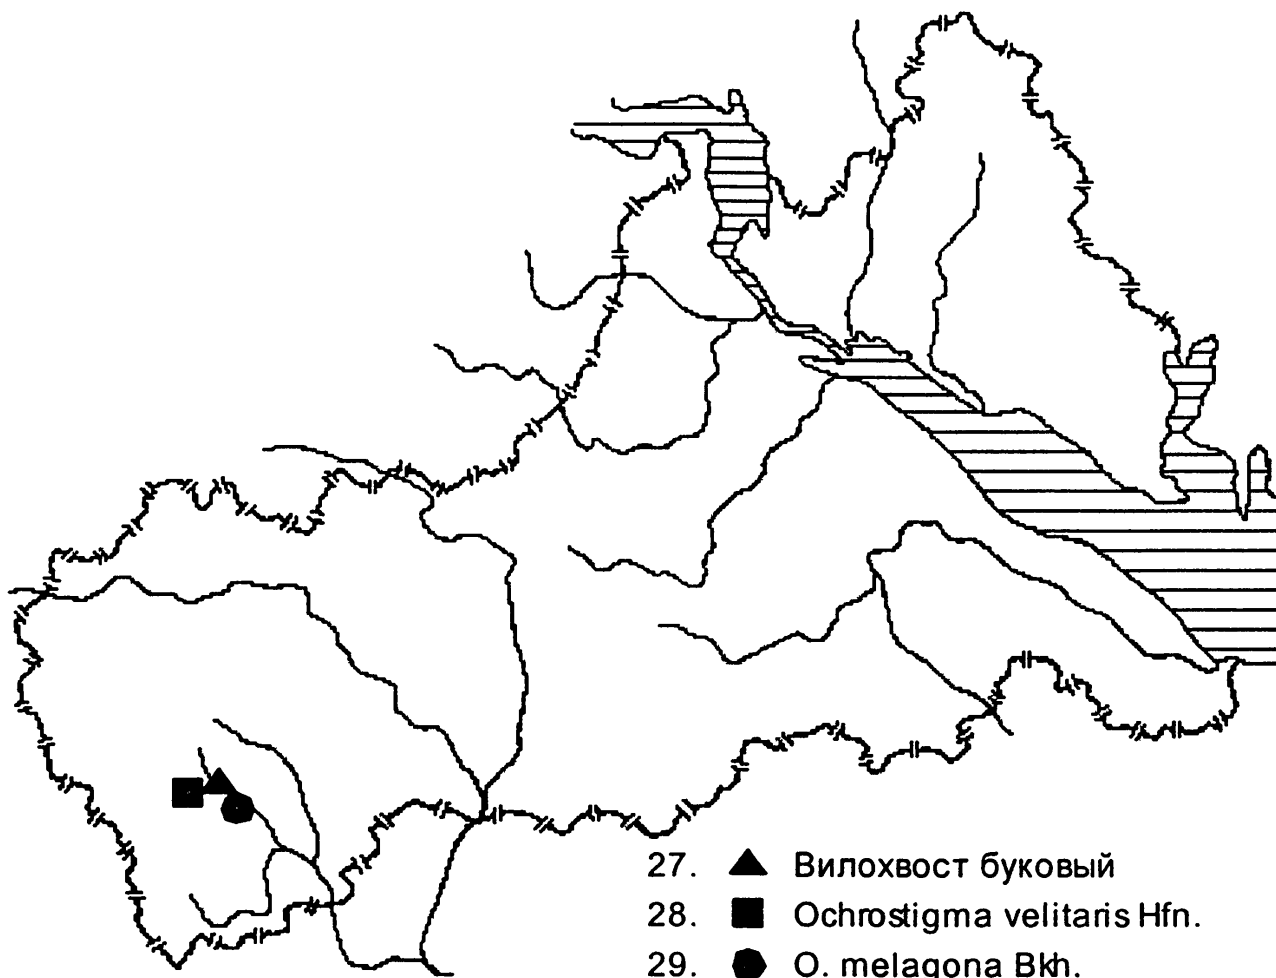 27. ▲ Вилохвост буковый
28. ■ Ochrostigma velitaris Hfn.
29. ● O. melagona Bkh.